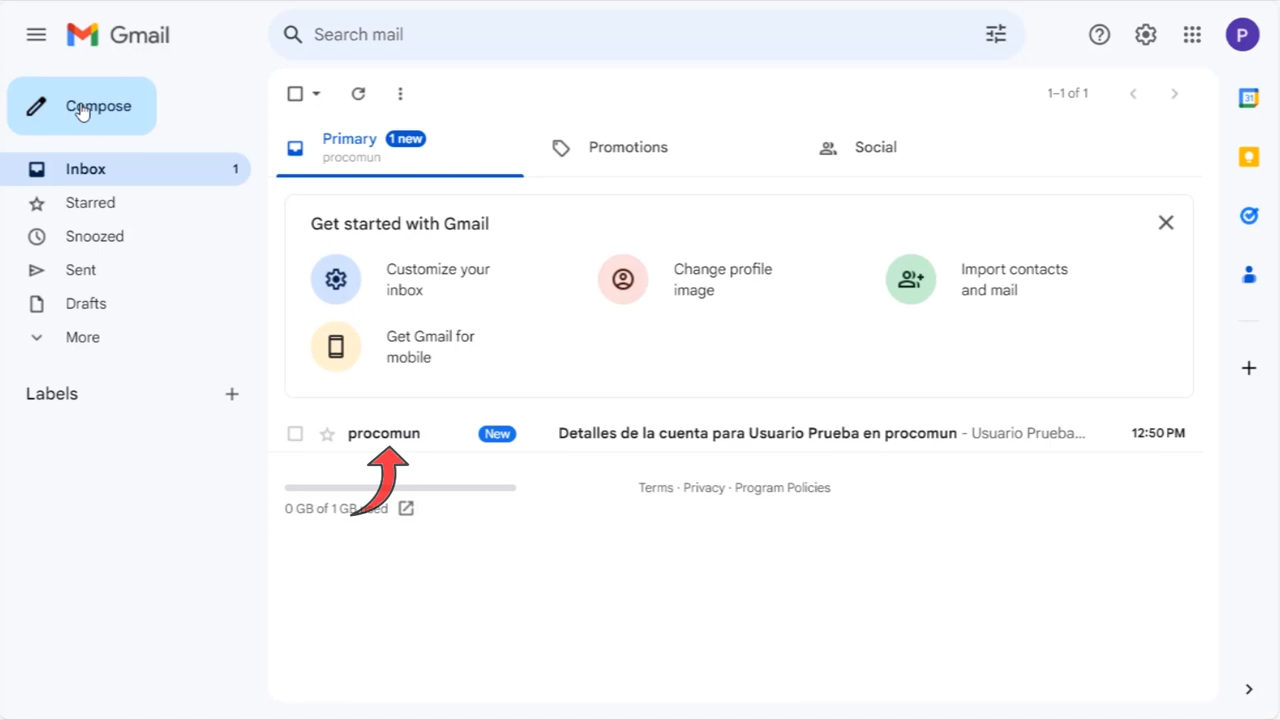 Gmail
Search mail
P
Compose
1–1 of 1
31
Primary 1 new
procomun
Promotions
Social
Inbox 1
Starred
Snoozed
Sent
Drafts
More
Labels
Get started with Gmail
Customize your
inbox
Change profile
image
Import contacts
and mail
Get Gmail for
mobile
procomun New Detalles de la cuenta para Usuario Prueba en procomun - Usuario Prueba... 12:50 PM
Terms · Privacy · Program Policies
0 GB of 1 GB used